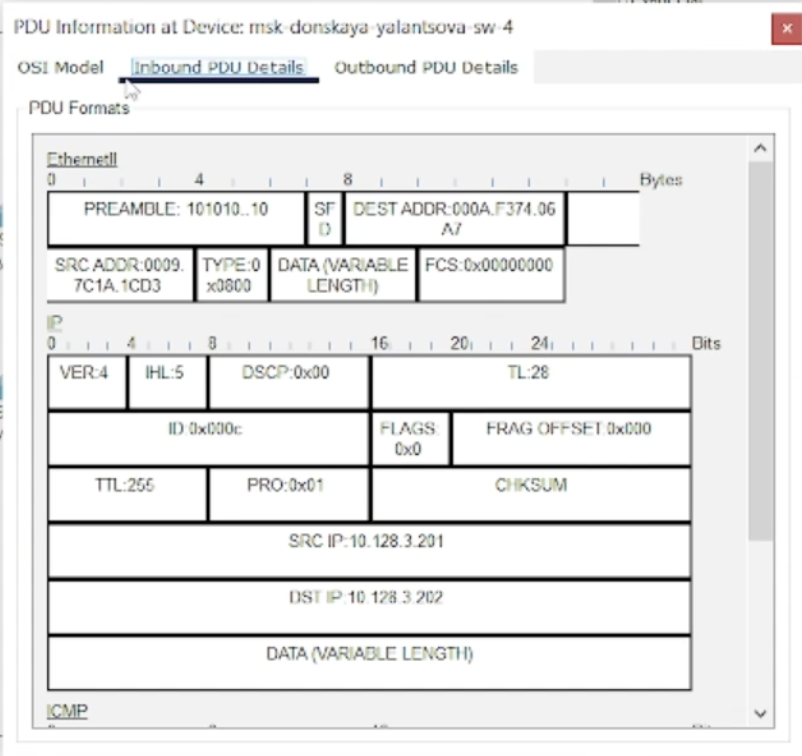 PDU Information at Device: msk-donskaya-yalantsova-sw-4
OSI Model Inbound PDU Details Outbound PDU Details
PDU Formats
EthernetII
0 4 8 Bytes
PREAMBLE: 101010..10
SF
D
DEST ADDR:000A.F374.06
A7
SRC ADDR:0009.
7C1A.1CD3
TYPE:0
x0800
DATA (VARIABLE
LENGTH)
FCS:0x00000000
IP
0 4 8 16 20 24 Bits
VER:4 IHL:5 DSCP:0x00 TL:28
ID:0x000c
FLAGS:
0x0
FRAG OFFSET:0x000
TTL:255 PRO:0x01 CHKSUM
SRC IP:10.128.3.201
DST IP:10.128.3.202
DATA (VARIABLE LENGTH)
ICMP